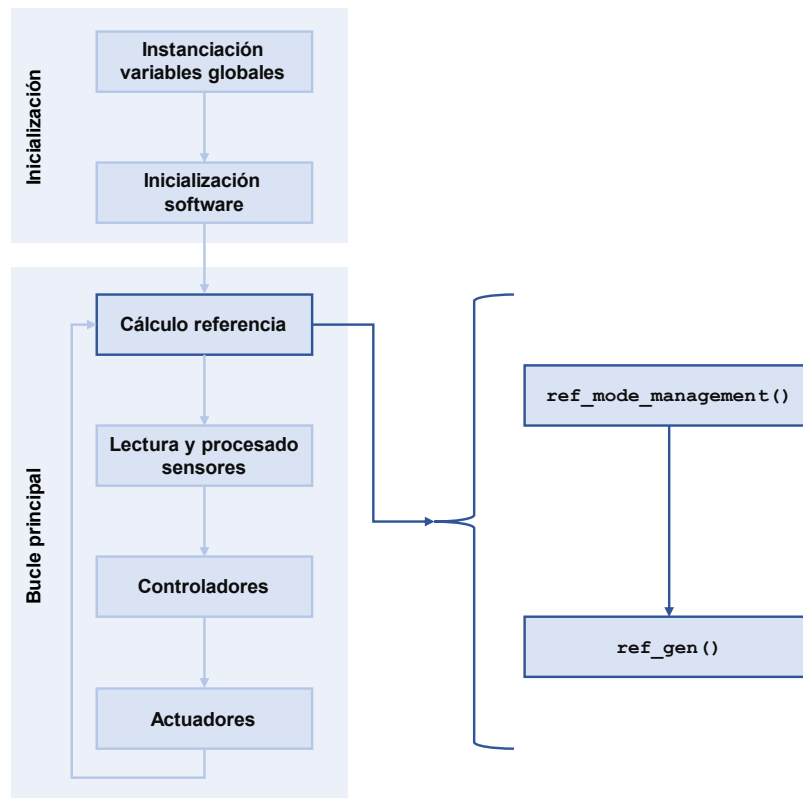 Inicialización
Instanciación
variables globales
Inicialización
software
Bucle principal
Cálculo referencia
Lectura y procesado
sensores
Controladores
Actuadores
ref_mode_management()
ref_gen()